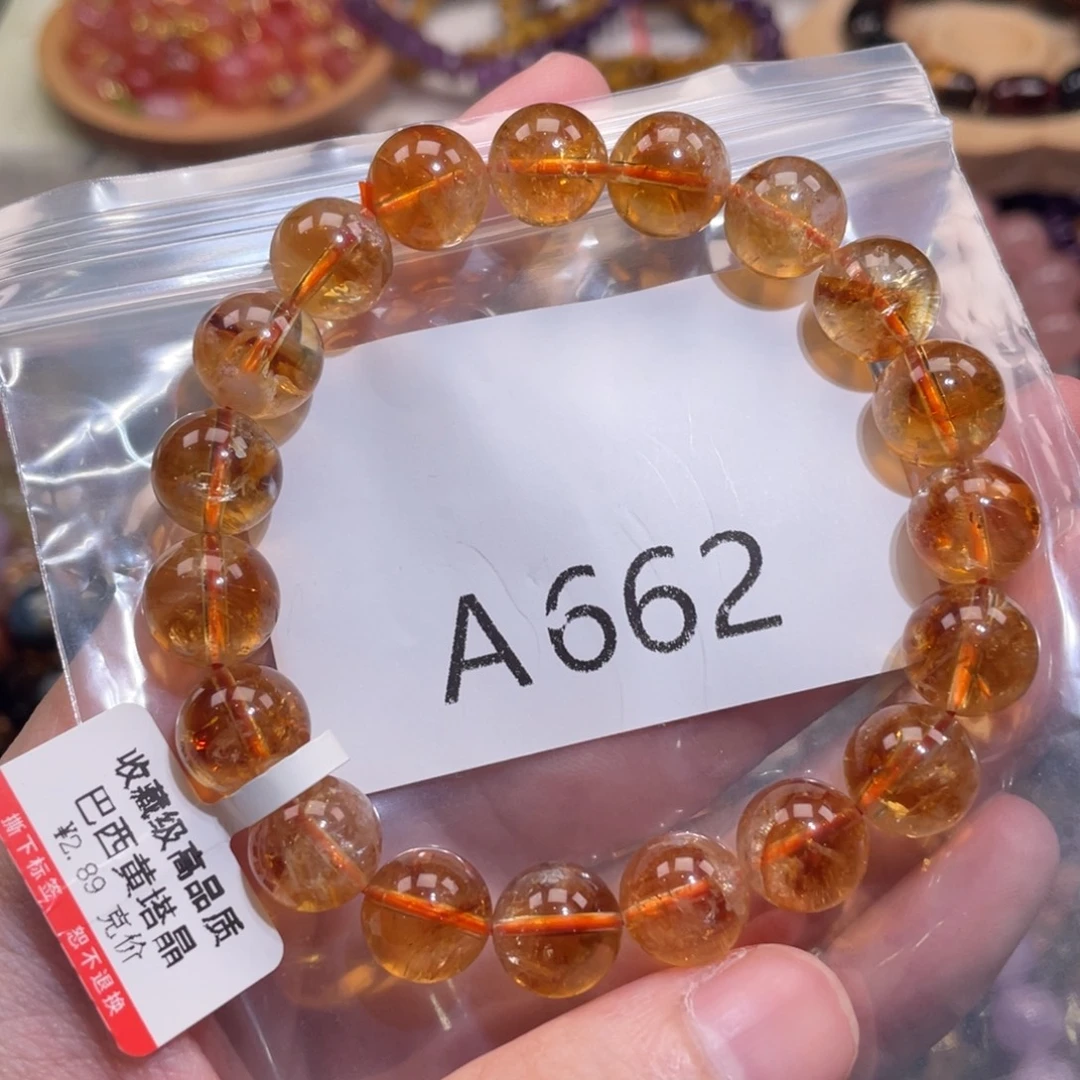 A662
收藏级高品质
巴西黄塔晶
¥2.89 克价
撕下标签 恕不退换